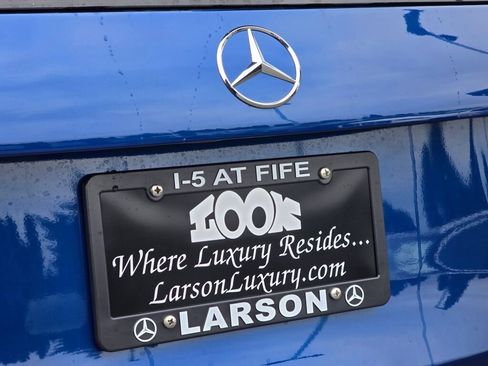 I-5 AT FIFE
LOOK
Where Luxury Resides...
LarsonLuxury.com
LARSON